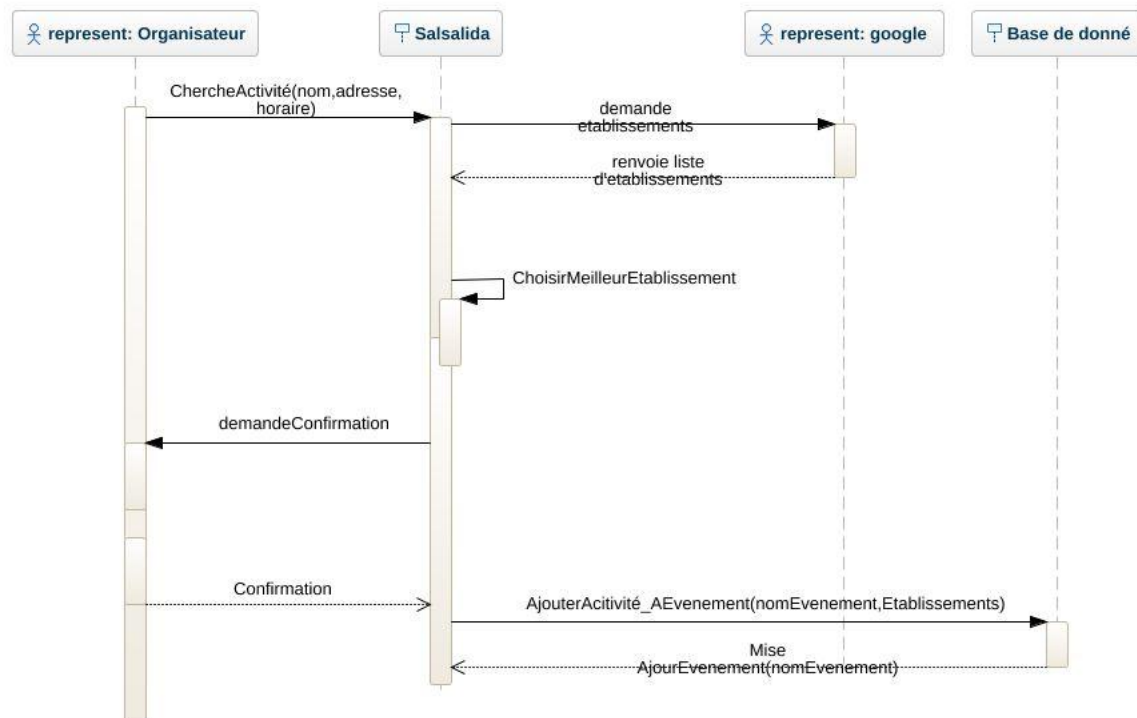 represent: Organisateur
Salsalida
represent: google
Base de donné
ChercheActivité(nom,adresse,
horaire)
demande
etablissements
renvoie liste
d'etablissements
ChoisirMeilleurEtablissement
demandeConfirmation
Confirmation
AjouterAcitivité_AEvenement(nomEvenement,Etablissements)
Mise
AjourEvenement(nomEvenement)